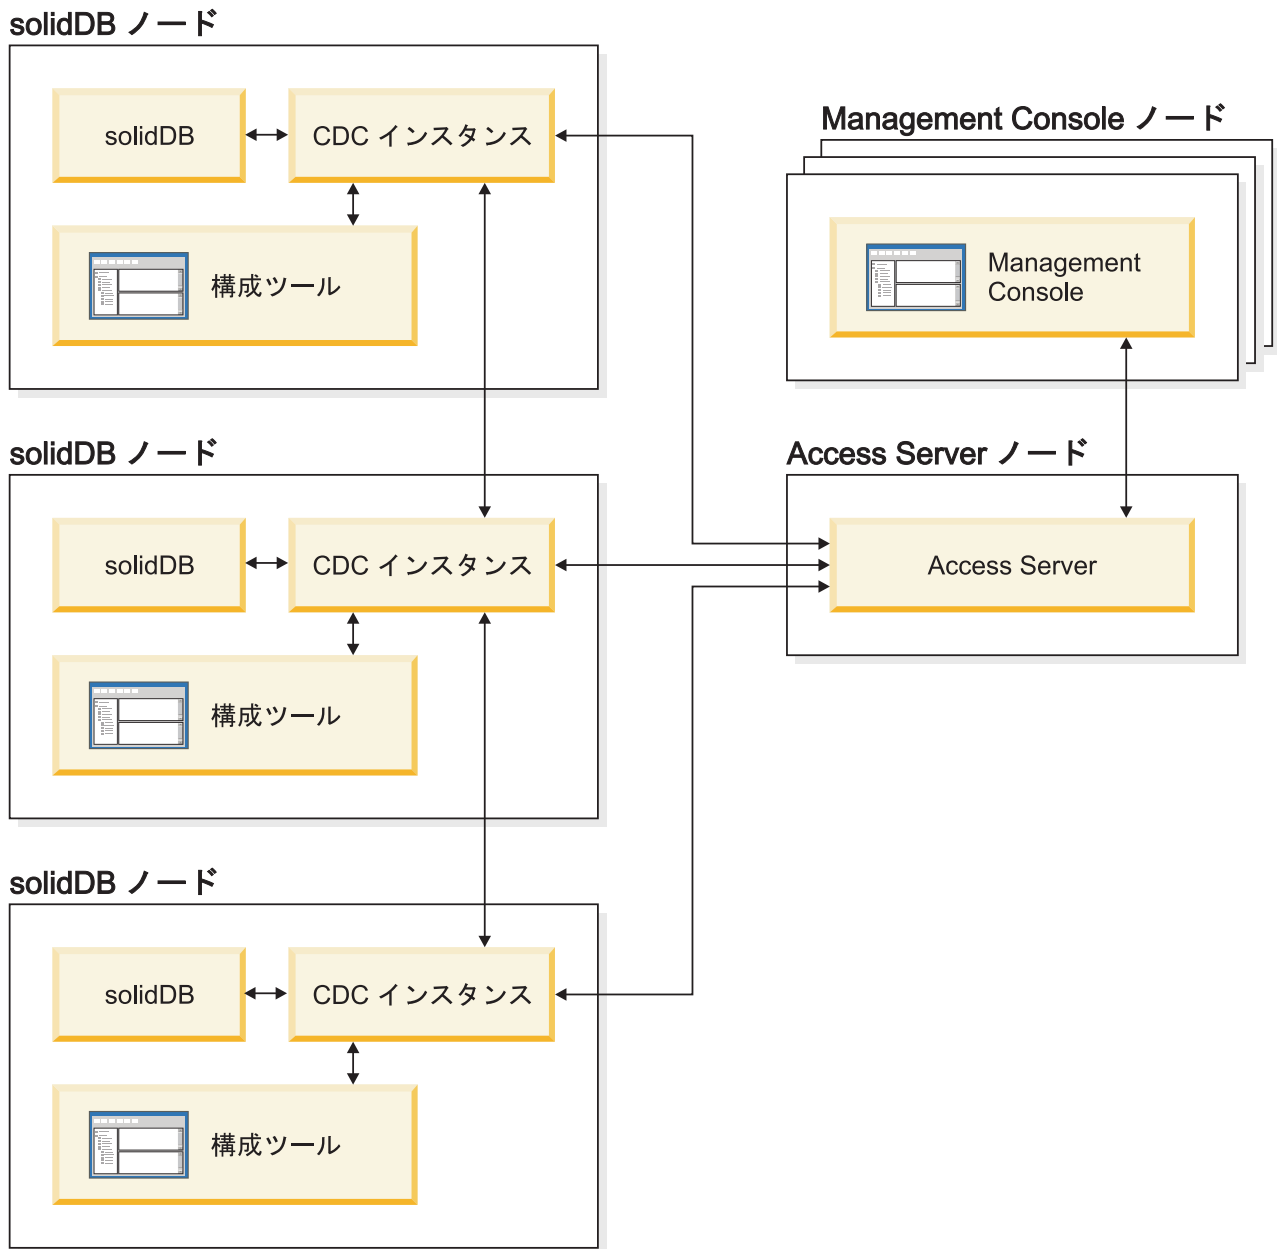 solidDB ノード
solidDB
CDC インスタンス
構成ツール
Management Console ノード
Management
Console
solidDB ノード
solidDB
CDC インスタンス
構成ツール
Access Server ノード
Access Server
solidDB ノード
solidDB
CDC インスタンス
構成ツール